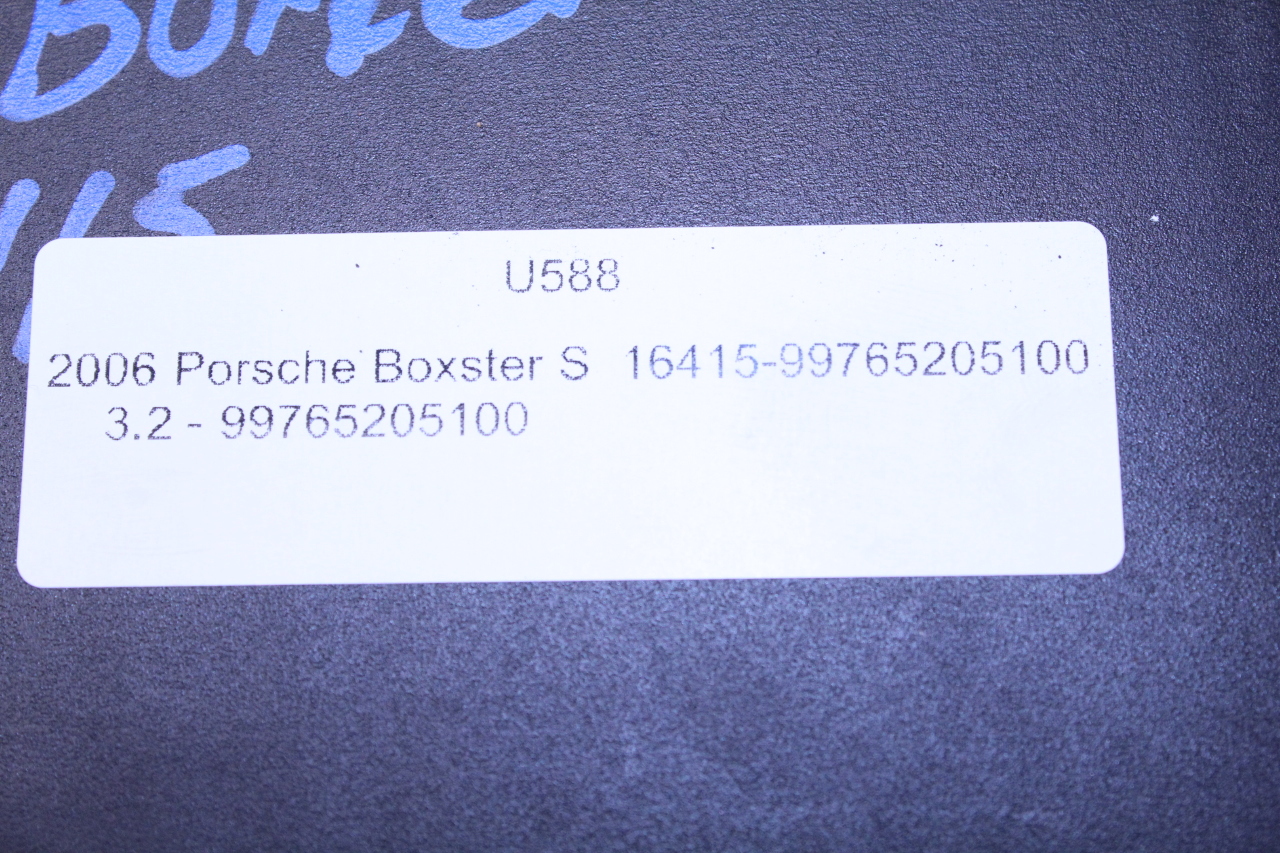 U588
2006 Porsche Boxster S 16415-99765205100
3.2 - 99765205100